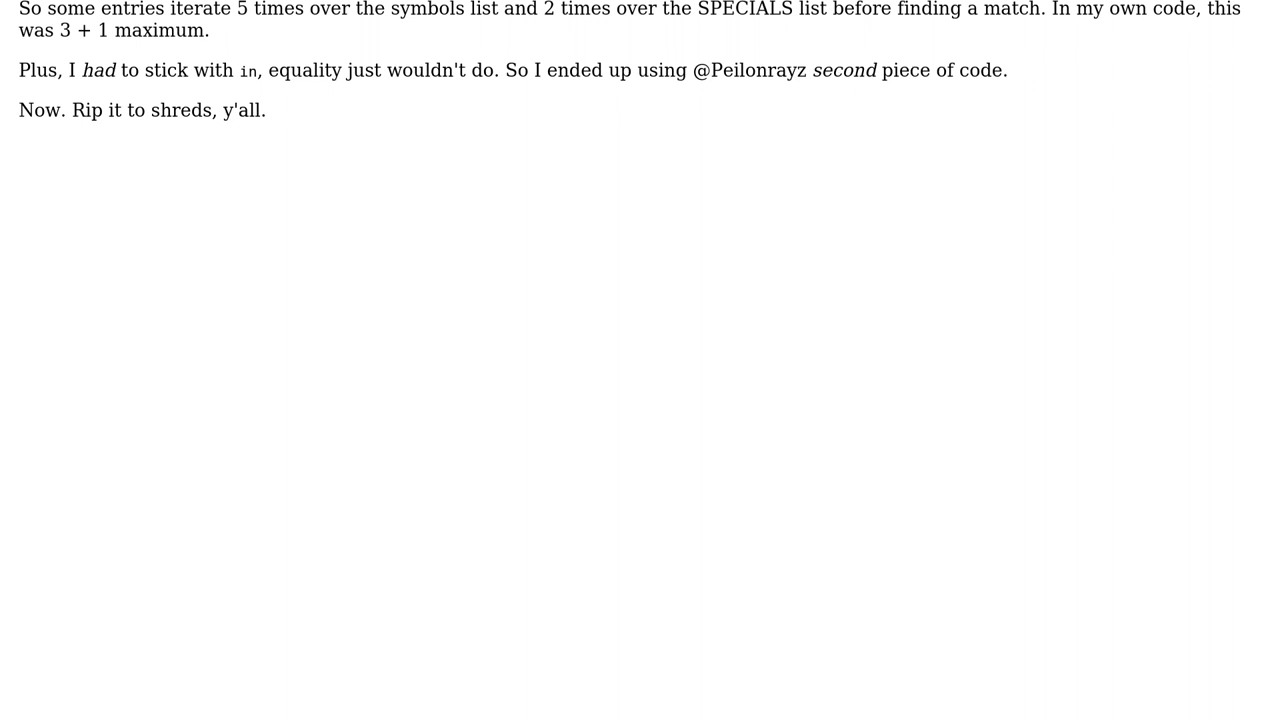 So some entries iterate 5 times over the symbols list and 2 times over the SPECIALS list before finding a match. In my own code, this
was 3 + 1 maximum.
Plus, I had to stick with in, equality just wouldn't do. So I ended up using @Peilonrayz second piece of code.
Now. Rip it to shreds, y'all.